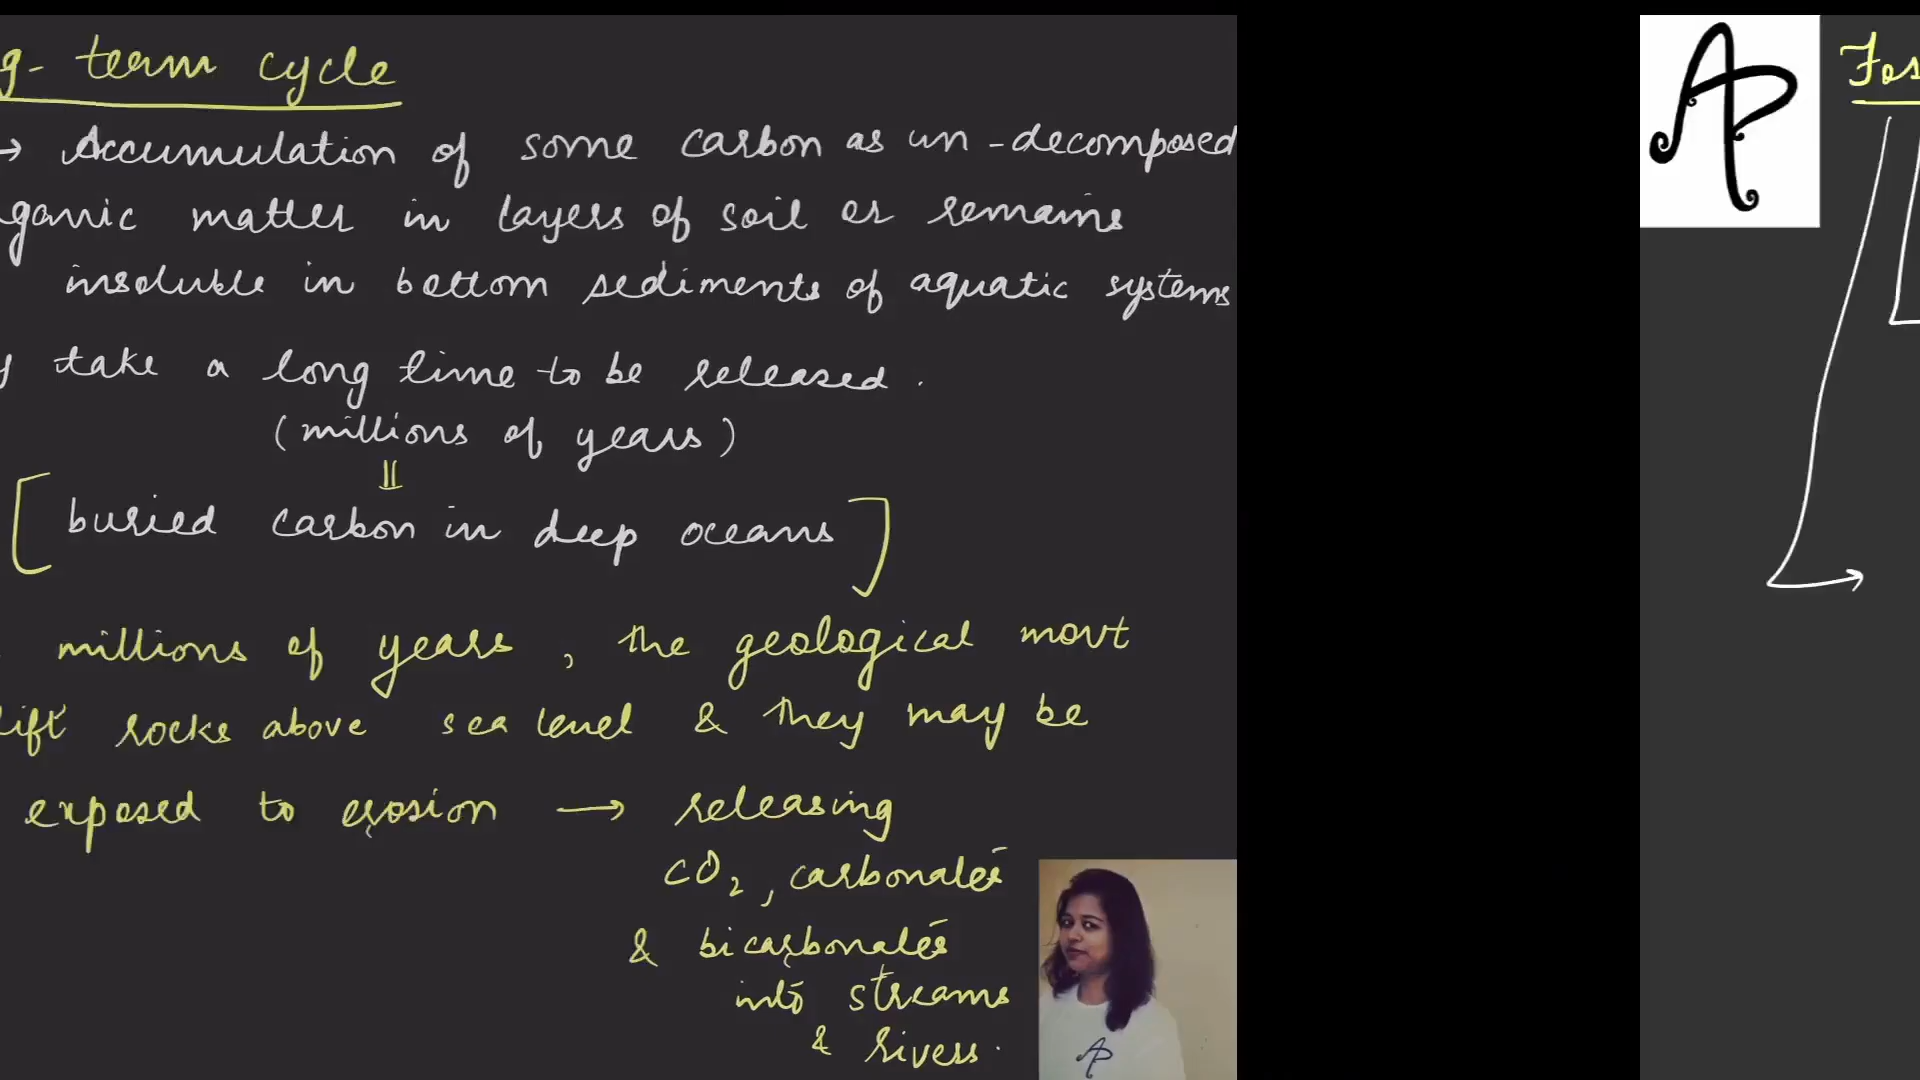 g- term cycle
→ Accumulation of some carbon as un-decomposed
ganic matter in layers of soil or remains
insoluble in bottom sediments of aquatic systems
y take a long time to be released.
(millions of years)
[buried carbon in deep oceans]
millions of years, the geological movt
lift rocks above sea level & they may be
exposed to erosion → releasing
CO2, carbonates
& bicarbonates
into streams
& rivers.
AP
AP
Fos